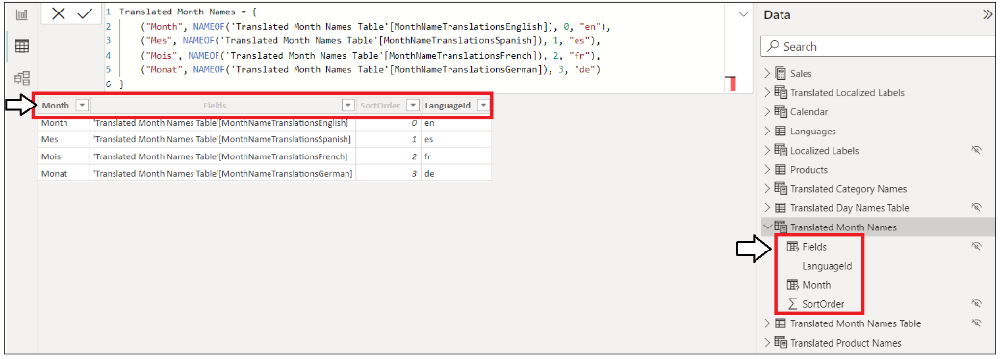 1 Translated Month Names = {
2 ("Month", NAMEOF('Translated Month Names Table'[MonthNameTranslationsEnglish]), 0, "en"),
3 ("Mes", NAMEOF('Translated Month Names Table'[MonthNameTranslationsSpanish]), 1, "es"),
4 ("Mois", NAMEOF('Translated Month Names Table'[MonthNameTranslationsFrench]), 2, "fr"),
5 ("Monat", NAMEOF('Translated Month Names Table'[MonthNameTranslationsGerman]), 3, "de")
6 }
Month Fields SortOrder LanguageId
Month 'Translated Month Names Table'[MonthNameTranslationsEnglish] 0 en
Mes 'Translated Month Names Table'[MonthNameTranslationsSpanish] 1 es
Mois 'Translated Month Names Table'[MonthNameTranslationsFrench] 2 fr
Monat 'Translated Month Names Table'[MonthNameTranslationsGerman] 3 de
Data
Search
Sales
Translated Localized Labels
Calendar
Languages
Localized Labels
Products
Translated Category Names
Translated Day Names Table
Translated Month Names
Fields
LanguageId
Month
SortOrder
Translated Month Names Table
Translated Product Names